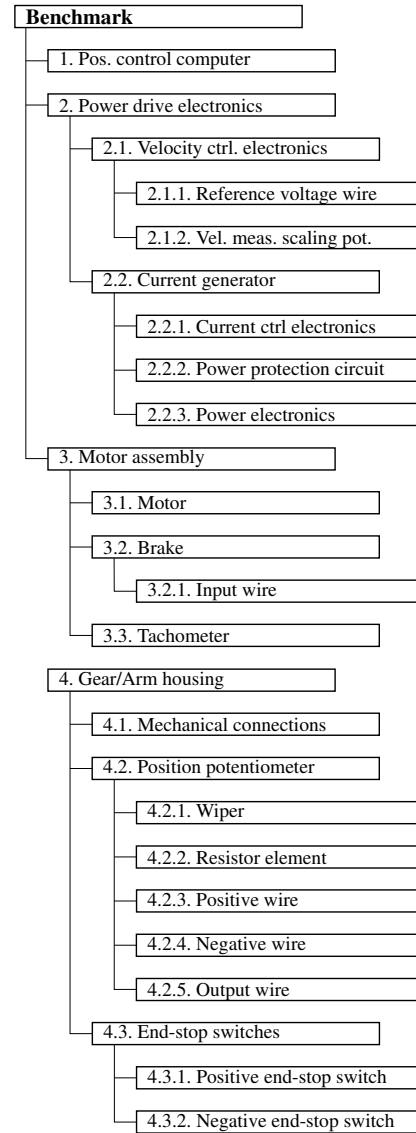 Benchmark
1. Pos. control computer
2. Power drive electronics
2.1. Velocity ctrl. electronics
2.1.1. Reference voltage wire
2.1.2. Vel. meas. scaling pot.
2.2. Current generator
2.2.1. Current ctrl electronics
2.2.2. Power protection circuit
2.2.3. Power electronics
3. Motor assembly
3.1. Motor
3.2. Brake
3.2.1. Input wire
3.3. Tachometer
4. Gear/Arm housing
4.1. Mechanical connections
4.2. Position potentiometer
4.2.1. Wiper
4.2.2. Resistor element
4.2.3. Positive wire
4.2.4. Negative wire
4.2.5. Output wire
4.3. End-stop switches
4.3.1. Positive end-stop switch
4.3.2. Negative end-stop switch